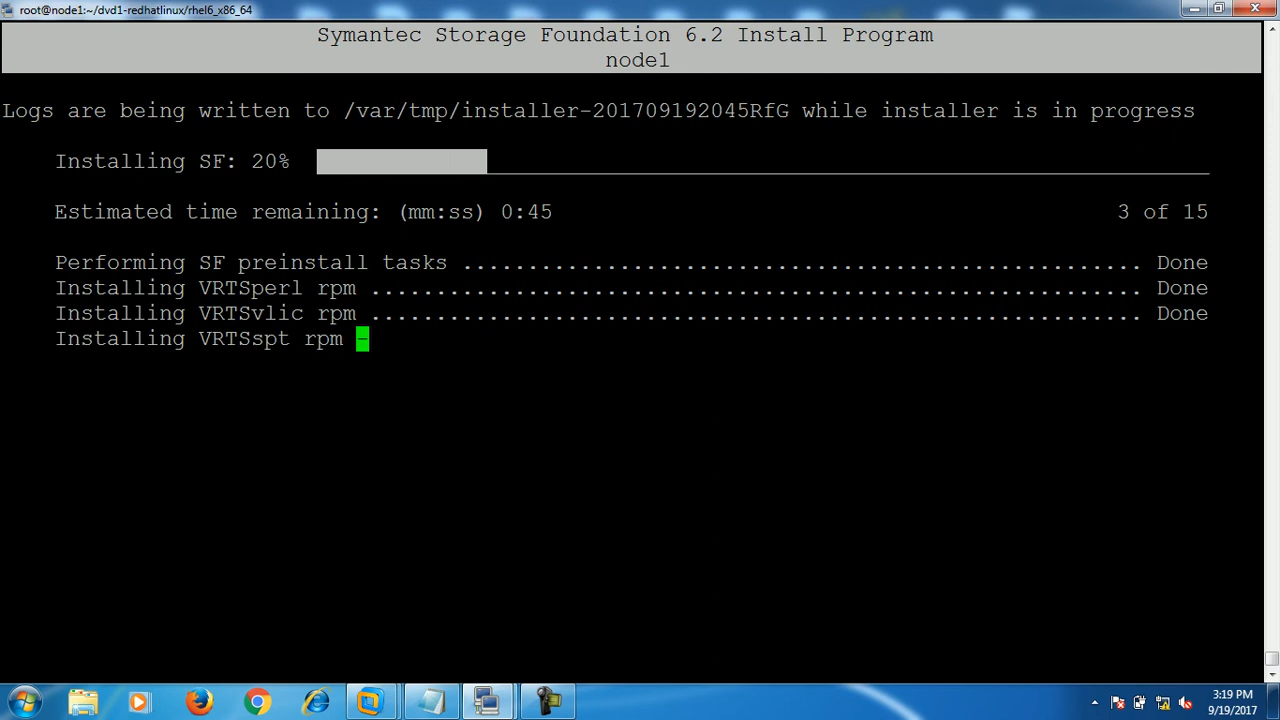 root@node1:~/dvd1-redhatlinux/rhel6_x86_64
Symantec Storage Foundation 6.2 Install Program
node1
Logs are being written to /var/tmp/installer-201709192045RfG while installer is in progress
Installing SF: 20%
Estimated time remaining: (mm:ss) 0:45 3 of 15
Performing SF preinstall tasks .................................................... Done
Installing VRTSperl rpm ........................................................... Done
Installing VRTSvlic rpm ........................................................... Done
Installing VRTSspt rpm -
3:19 PM
9/19/2017